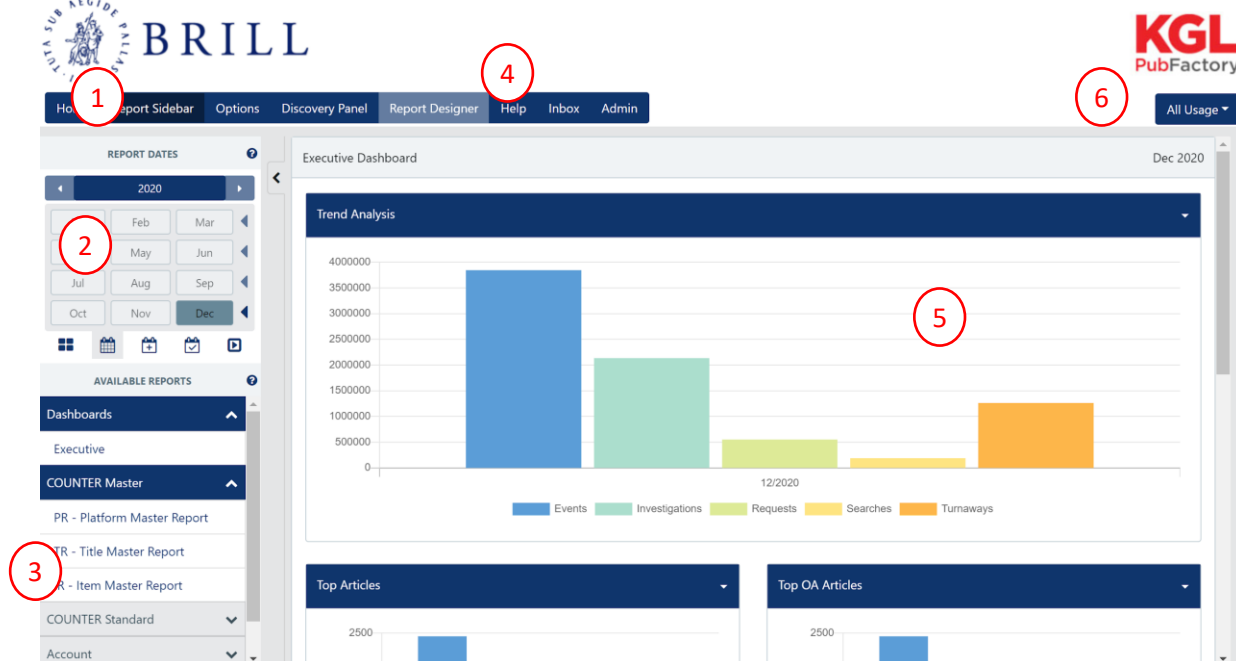 TUTA SUB AEGIDE PALLAS
BRILL
KGL
PubFactory
1
4
6
Report Sidebar Options Discovery Panel Report Designer Help Inbox Admin
All Usage
REPORT DATES
Executive Dashboard
Dec 2020
2020
Trend Analysis
Feb Mar
2
May Jun
Jul Aug Sep
Oct Nov Dec
4000000
3500000
3000000
2500000
2000000
1500000
1000000
500000
0
5
12/2020
Events Investigations Requests Searches Turnaways
AVAILABLE REPORTS
Dashboards
Executive
COUNTER Master
PR - Platform Master Report
TR - Title Master Report
3
IR - Item Master Report
COUNTER Standard
Account
Top Articles
2500
Top OA Articles
2500